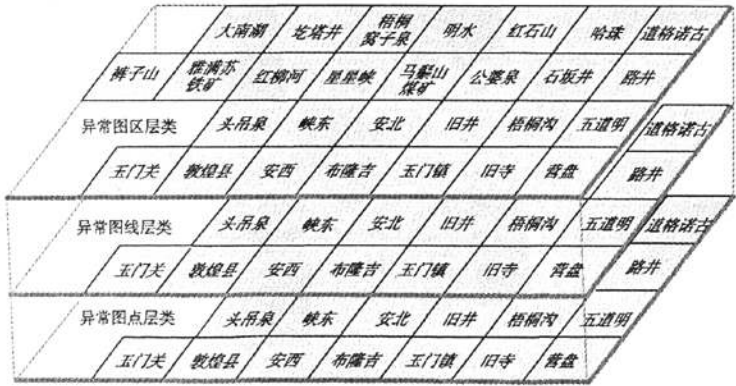 大南湖 圪塔井 梧桐窝子泉 明水 红石山 哈珠 道格诺古
裤子山 雅满苏铁矿 红柳河 星星峡 马鬃山煤矿 公婆泉 石坂井 路井
异常图区层类 头吊泉 峡东 安北 旧井 梧桐沟 五道明 道格诺古
玉门关 敦煌县 安西 布隆吉 玉门镇 旧寺 营盘 路井
异常图线层类 头吊泉 峡东 安北 旧井 梧桐沟 五道明 道格诺古
玉门关 敦煌县 安西 布隆吉 玉门镇 旧寺 营盘 路井
异常图点层类 头吊泉 峡东 安北 旧井 梧桐沟 五道明
玉门关 敦煌县 安西 布隆吉 玉门镇 旧寺 营盘